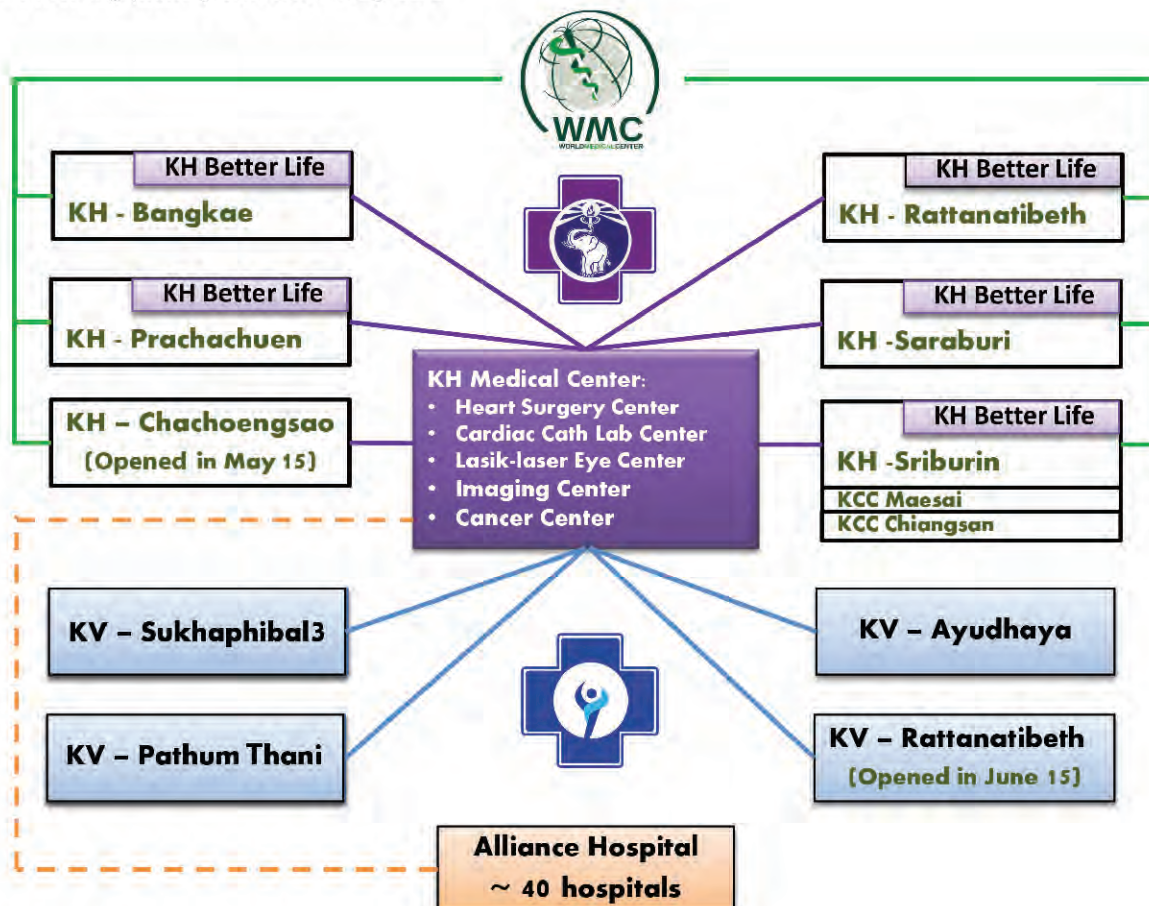 WMC
WORLDMEDICALCENTER
KH Better Life
KH - Bangkae
KH Better Life
KH - Rattanatibeth
KH Better Life
KH - Prachachuen
KH Better Life
KH -Saraburi
KH Medical Center:
• Heart Surgery Center
• Cardiac Cath Lab Center
• Lasik-laser Eye Center
• Imaging Center
• Cancer Center
KH – Chachoengsao
(Opened in May 15)
KH Better Life
KH -Sriburin
KCC Maesai
KCC Chiangsan
KV – Sukhaphibal3
KV – Ayudhaya
KV – Pathum Thani
KV – Rattanatibeth
(Opened in June 15)
Alliance Hospital
~ 40 hospitals